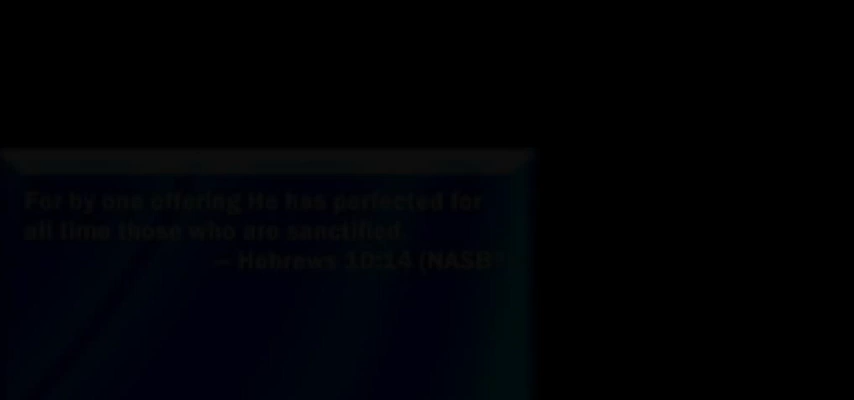 For by one offering He has perfected for
all time those who are sanctified.
— Hebrews 10:14 (NASB®